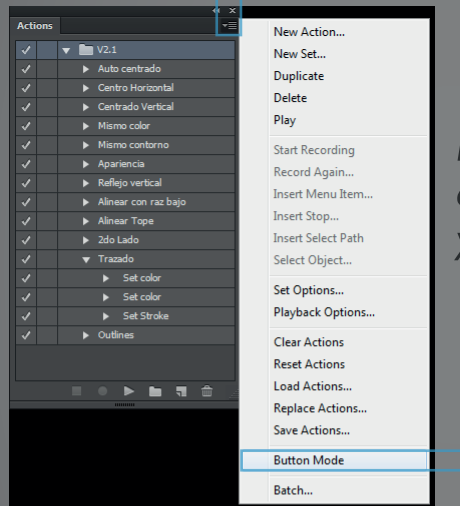 Actions
V2.1
Auto centrado
Centro Horizontal
Centrado Vertical
Mismo color
Mismo contorno
Apariencia
Reflejo vertical
Alinear con raz bajo
Alinear Tope
2do Lado
Trazado
Set color
Set color
Set Stroke
Outlines
New Action...
New Set...
Duplicate
Delete
Play
Start Recording
Record Again...
Insert Menu Item...
Insert Stop...
Insert Select Path
Select Object...
Set Options...
Playback Options...
Clear Actions
Reset Actions
Load Actions...
Replace Actions...
Save Actions...
Button Mode
Batch...